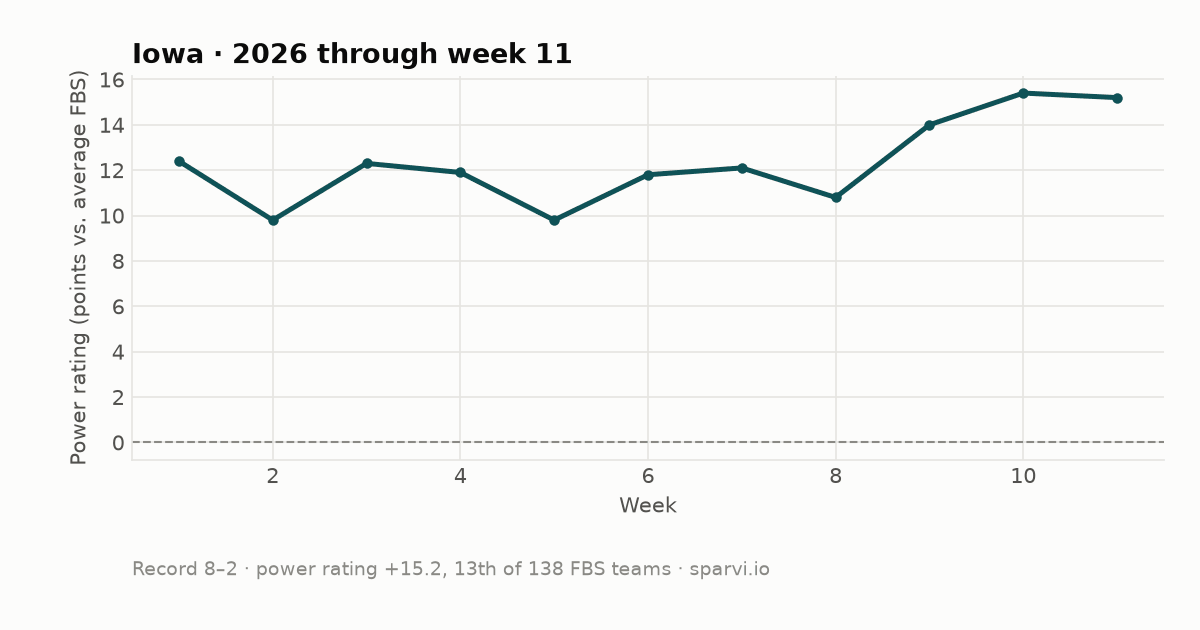 Iowa · 2026 through week 11
Power rating (points vs. average FBS)
16
14
12
10
8
6
4
2
0
2 4 6 8 10
Week
Record 8–2 · power rating +15.2, 13th of 138 FBS teams · sparvi.io